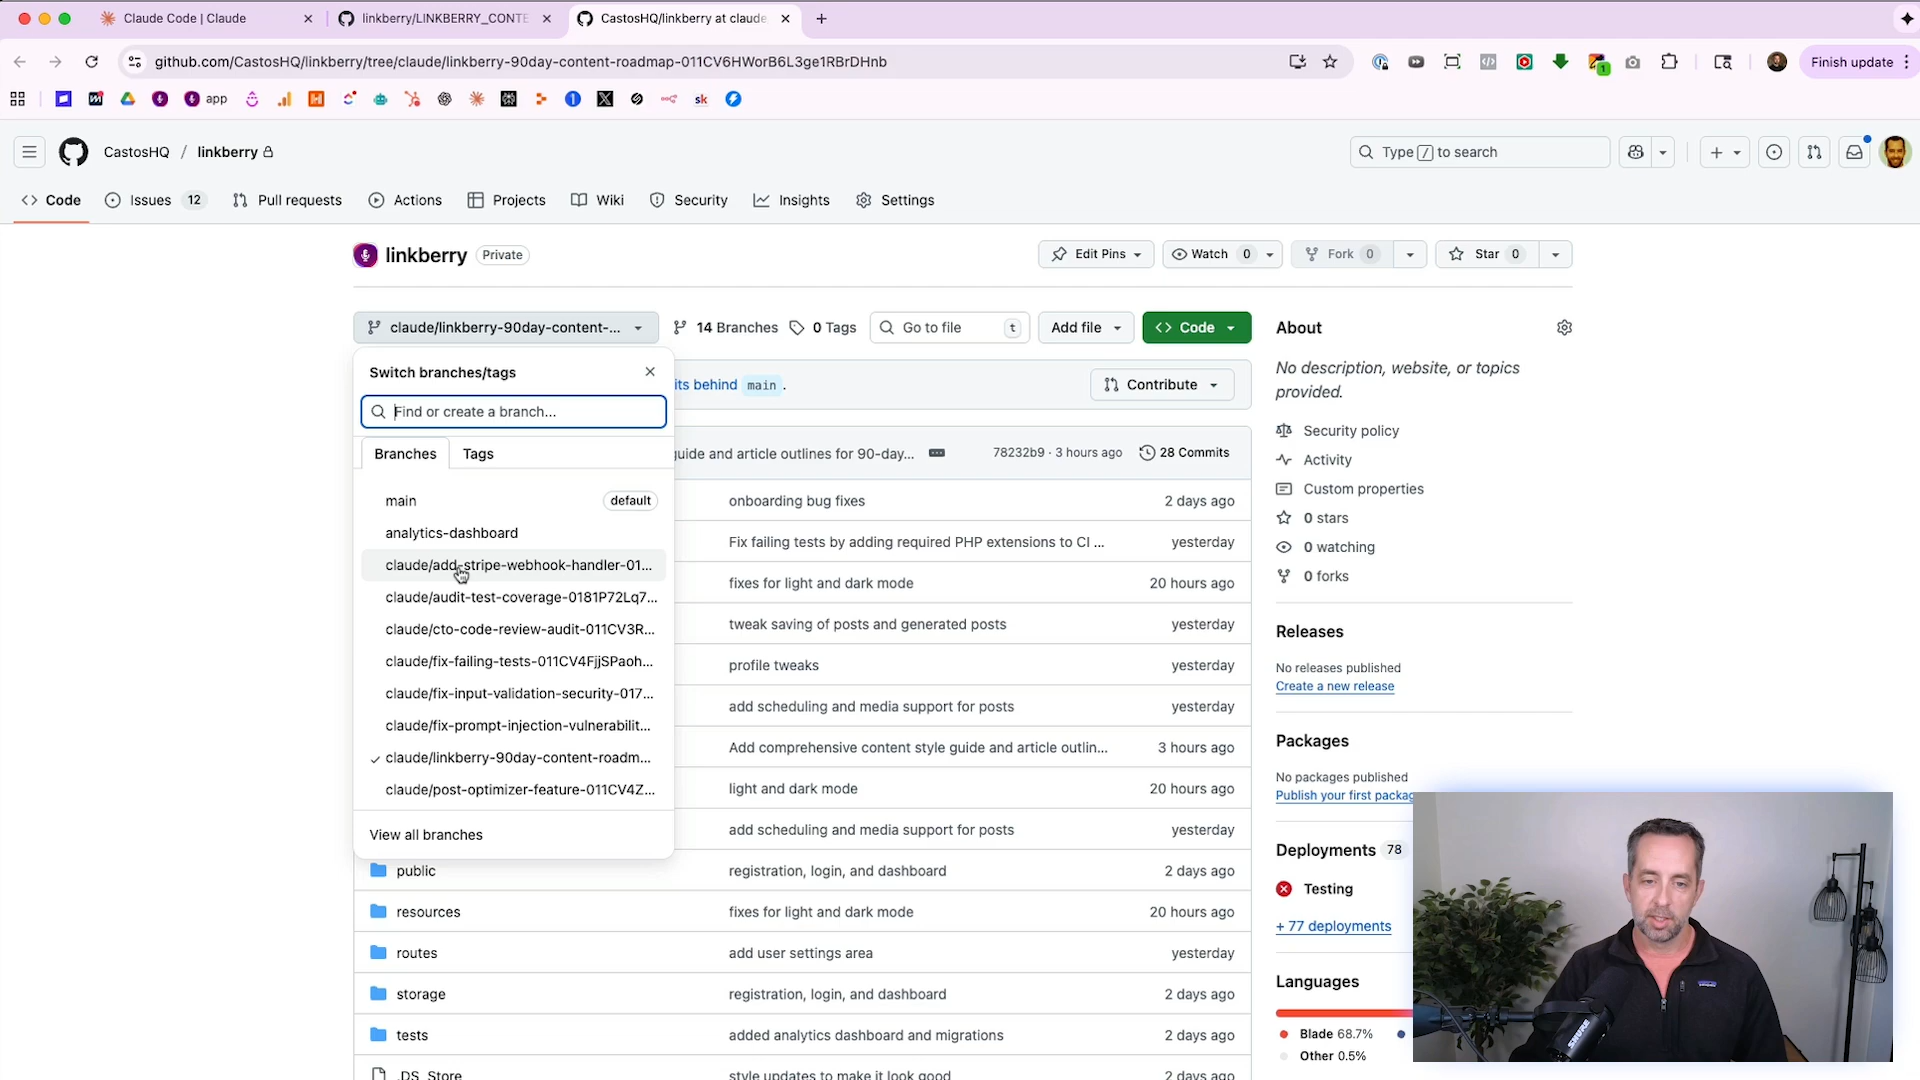 Claude Code | Claude
linkberry/LINKBERRY_CONTE
CastosHQ/linkberry at claude
github.com/CastosHQ/linkberry/tree/claude/linkberry-90day-content-roadmap-011CV6HWorB6L3ge1RBrDHnb
1
Finish update
app
sk
CastosHQ / linkberry
Type / to search
Code
Issues 12
Pull requests
Actions
Projects
Wiki
Security
Insights
Settings
linkberry Private
Edit Pins
Watch 0
Fork 0
Star 0
claude/linkberry-90day-content-...
14 Branches
0 Tags
Go to file t
Add file
Code
About
Switch branches/tags
Find or create a branch...
Branches
Tags
main default
analytics-dashboard
claude/add-stripe-webhook-handler-01...
claude/audit-test-coverage-0181P72Lq7...
claude/cto-code-review-audit-011CV3R...
claude/fix-failing-tests-011CV4FjjSPaoh...
claude/fix-input-validation-security-017...
claude/fix-prompt-injection-vulnerabilit...
claude/linkberry-90day-content-roadm...
claude/post-optimizer-feature-011CV4Z...
View all branches
its behind main .
Contribute
guide and article outlines for 90-day...
78232b9 · 3 hours ago
28 Commits
onboarding bug fixes 2 days ago
Fix failing tests by adding required PHP extensions to CI ... yesterday
fixes for light and dark mode 20 hours ago
tweak saving of posts and generated posts yesterday
profile tweaks yesterday
add scheduling and media support for posts yesterday
Add comprehensive content style guide and article outlin... 3 hours ago
light and dark mode 20 hours ago
add scheduling and media support for posts yesterday
public registration, login, and dashboard 2 days ago
resources fixes for light and dark mode 20 hours ago
routes add user settings area yesterday
storage registration, login, and dashboard 2 days ago
tests added analytics dashboard and migrations 2 days ago
.DS_Store style updates to make it look good 2 days ago
No description, website, or topics
provided.
Security policy
Activity
Custom properties
0 stars
0 watching
0 forks
Releases
No releases published
Create a new release
Packages
No packages published
Publish your first packag
Deployments 78
Testing
+ 77 deployments
Languages
Blade 68.7%
Other 0.5%
SHURE